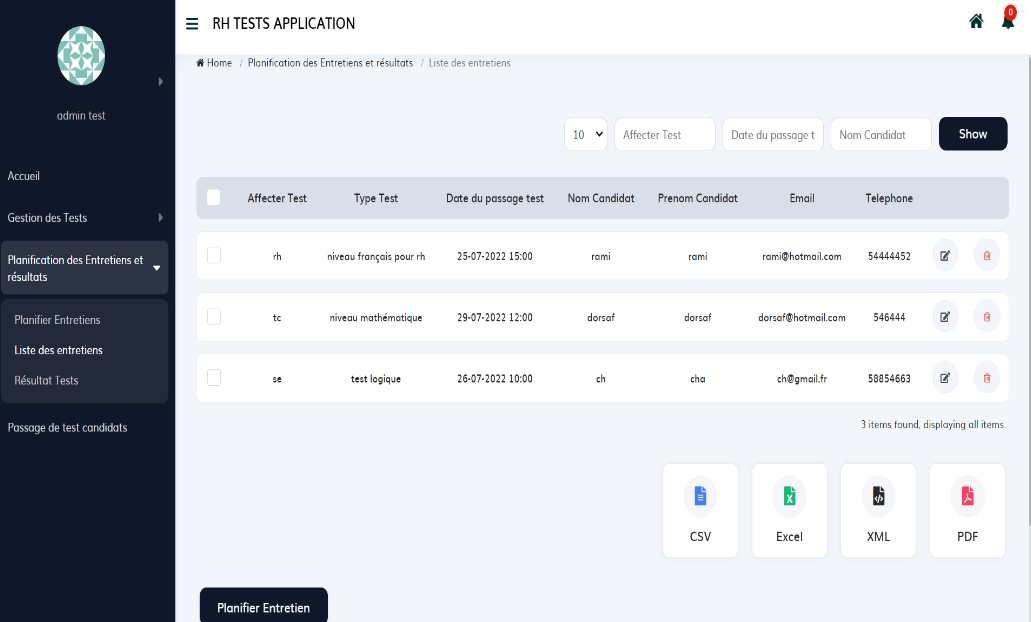 RH TESTS APPLICATION
0
admin test
Accueil
Gestion des Tests
Planification des Entretiens et
résultats
Planifier Entretiens
Liste des entretiens
Résultat Tests
Passage de test candidats
Home / Planification des Entretiens et résultats / Liste des entretiens
10 Affecter Test Date du passage t Nom Candidat Show
Affecter Test Type Test Date du passage test Nom Candidat Prenom Candidat Email Telephone
rh niveau français pour rh 25-07-2022 15:00 rami rami rami@hotmail.com 54444452
tc niveau mathématique 29-07-2022 12:00 dorsaf dorsaf dorsaf@hotmail.com 546444
se test logique 26-07-2022 10:00 ch cha ch@gmail.fr 58854663
3 items found, displaying all items.
CSV Excel XML PDF
Planifier Entretien